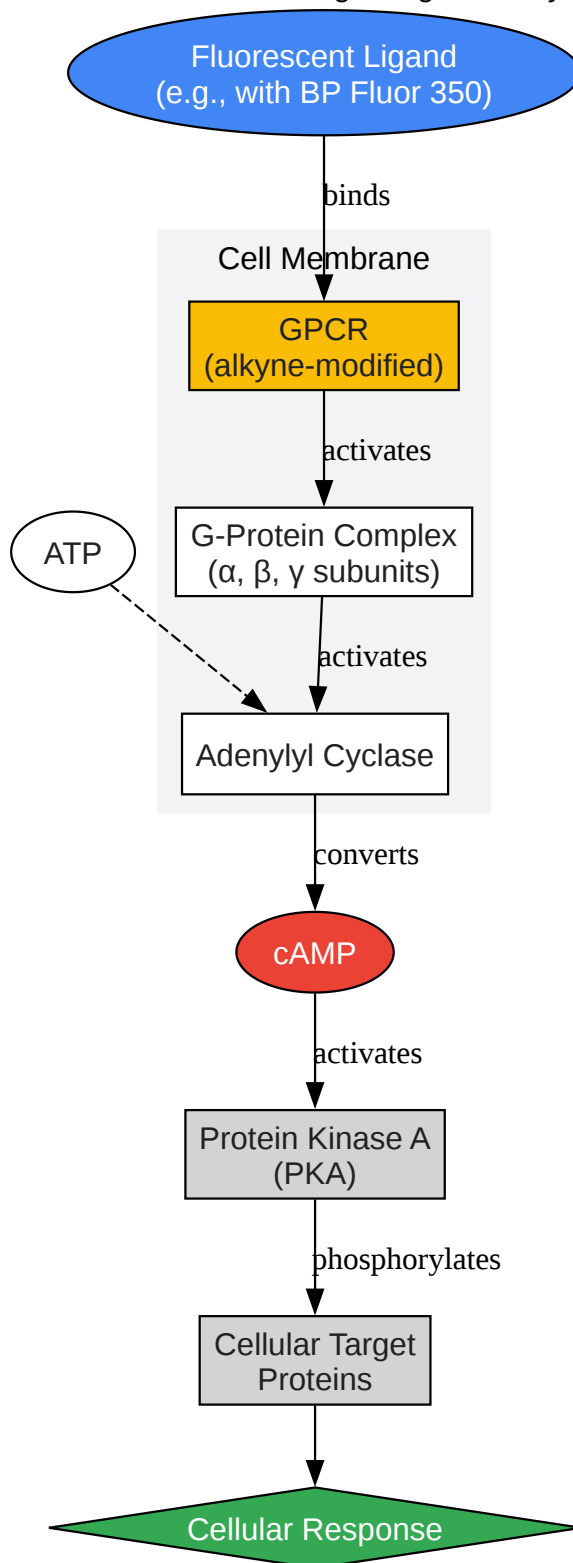 Fluorescent Ligand
(e.g., with BP Fluor 350)
binds
Cell Membrane
GPCR
(alkyne-modified)
activates
G-Protein Complex
(α, β, γ subunits)
ATP
activates
Adenylyl Cyclase
converts
cAMP
activates
Protein Kinase A
(PKA)
phosphorylates
Cellular Target
Proteins
Cellular Response